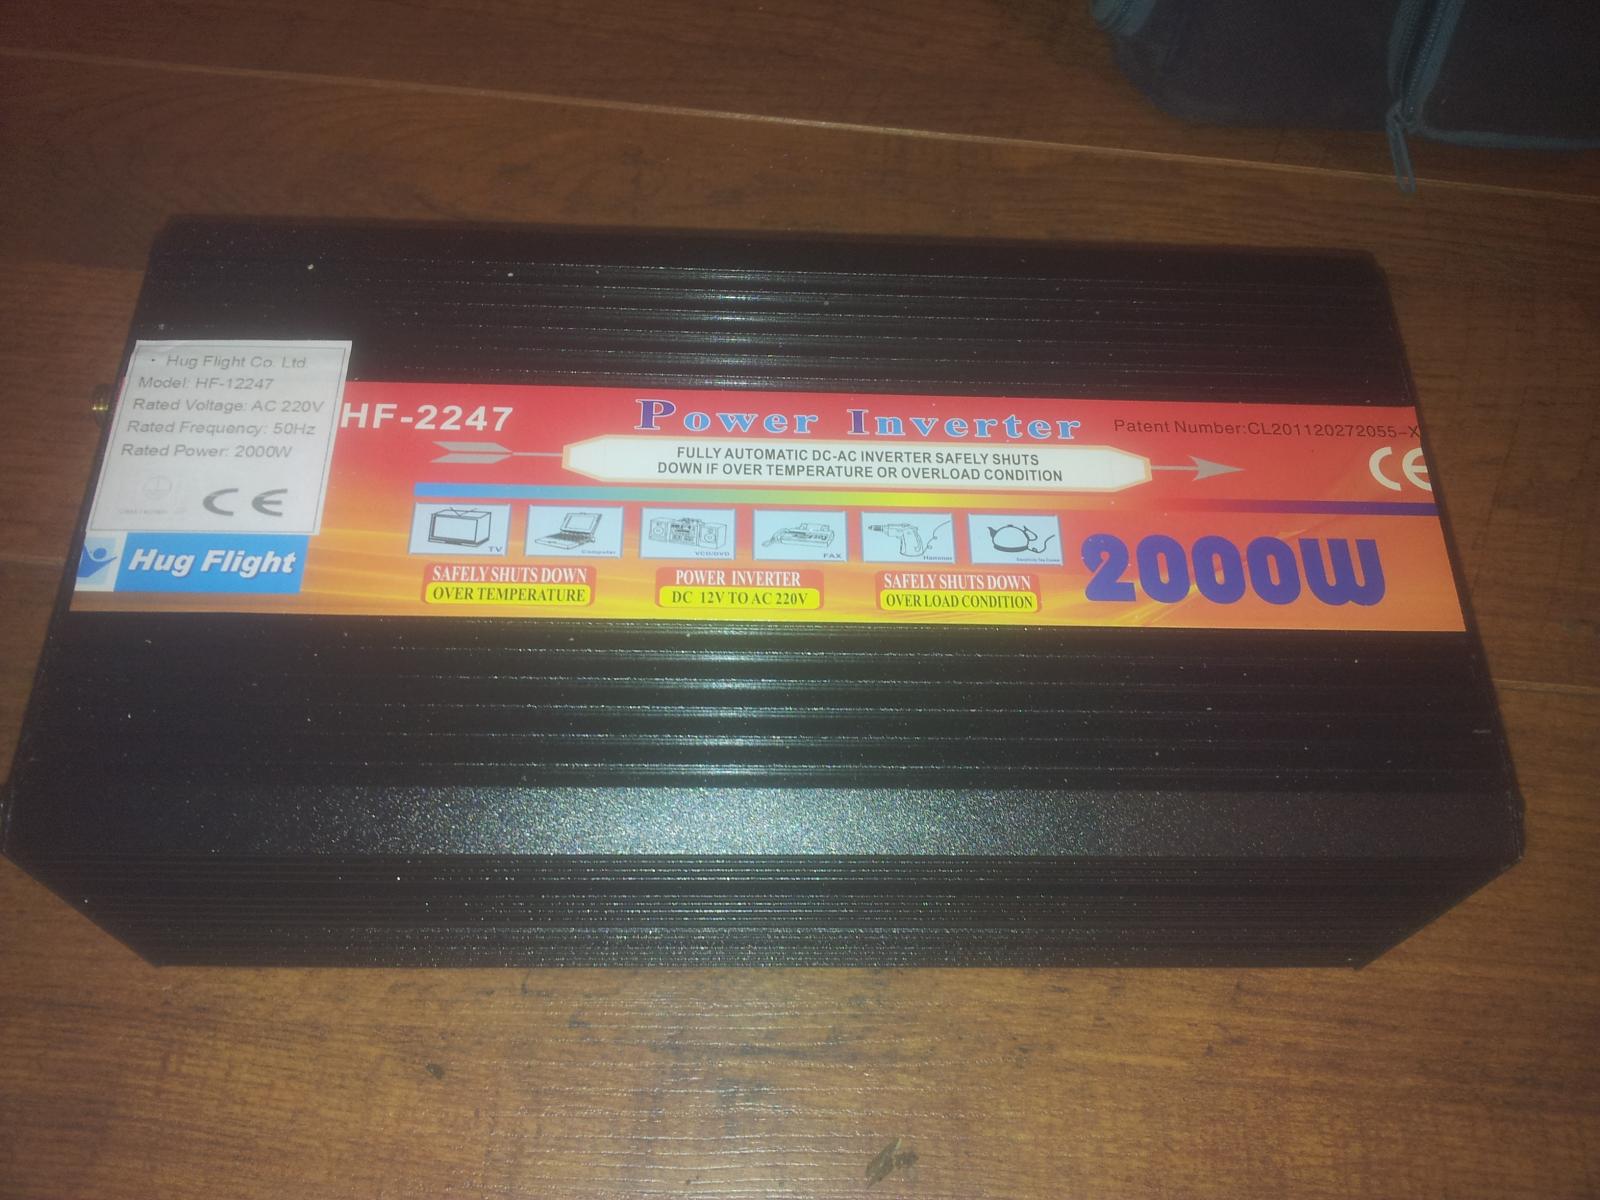 Hug Flight Co. Ltd
Model: HF-12247
Rated Voltage: AC 220V
Rated Frequency: 50Hz
Rated Power: 2000W
CE
Hug Flight
HF-2247
Power Inverter
Patent Number:CL201120272055-X
FULLY AUTOMATIC DC-AC INVERTER SAFELY SHUTS
DOWN IF OVER TEMPERATURE OR OVERLOAD CONDITION
CE
TV
Computer
VCD/DVD
FAX
Hammer
SAFELY SHUTS DOWN
OVER TEMPERATURE
POWER INVERTER
DC 12V TO AC 220V
SAFELY SHUTS DOWN
OVER LOAD CONDITION
2000W